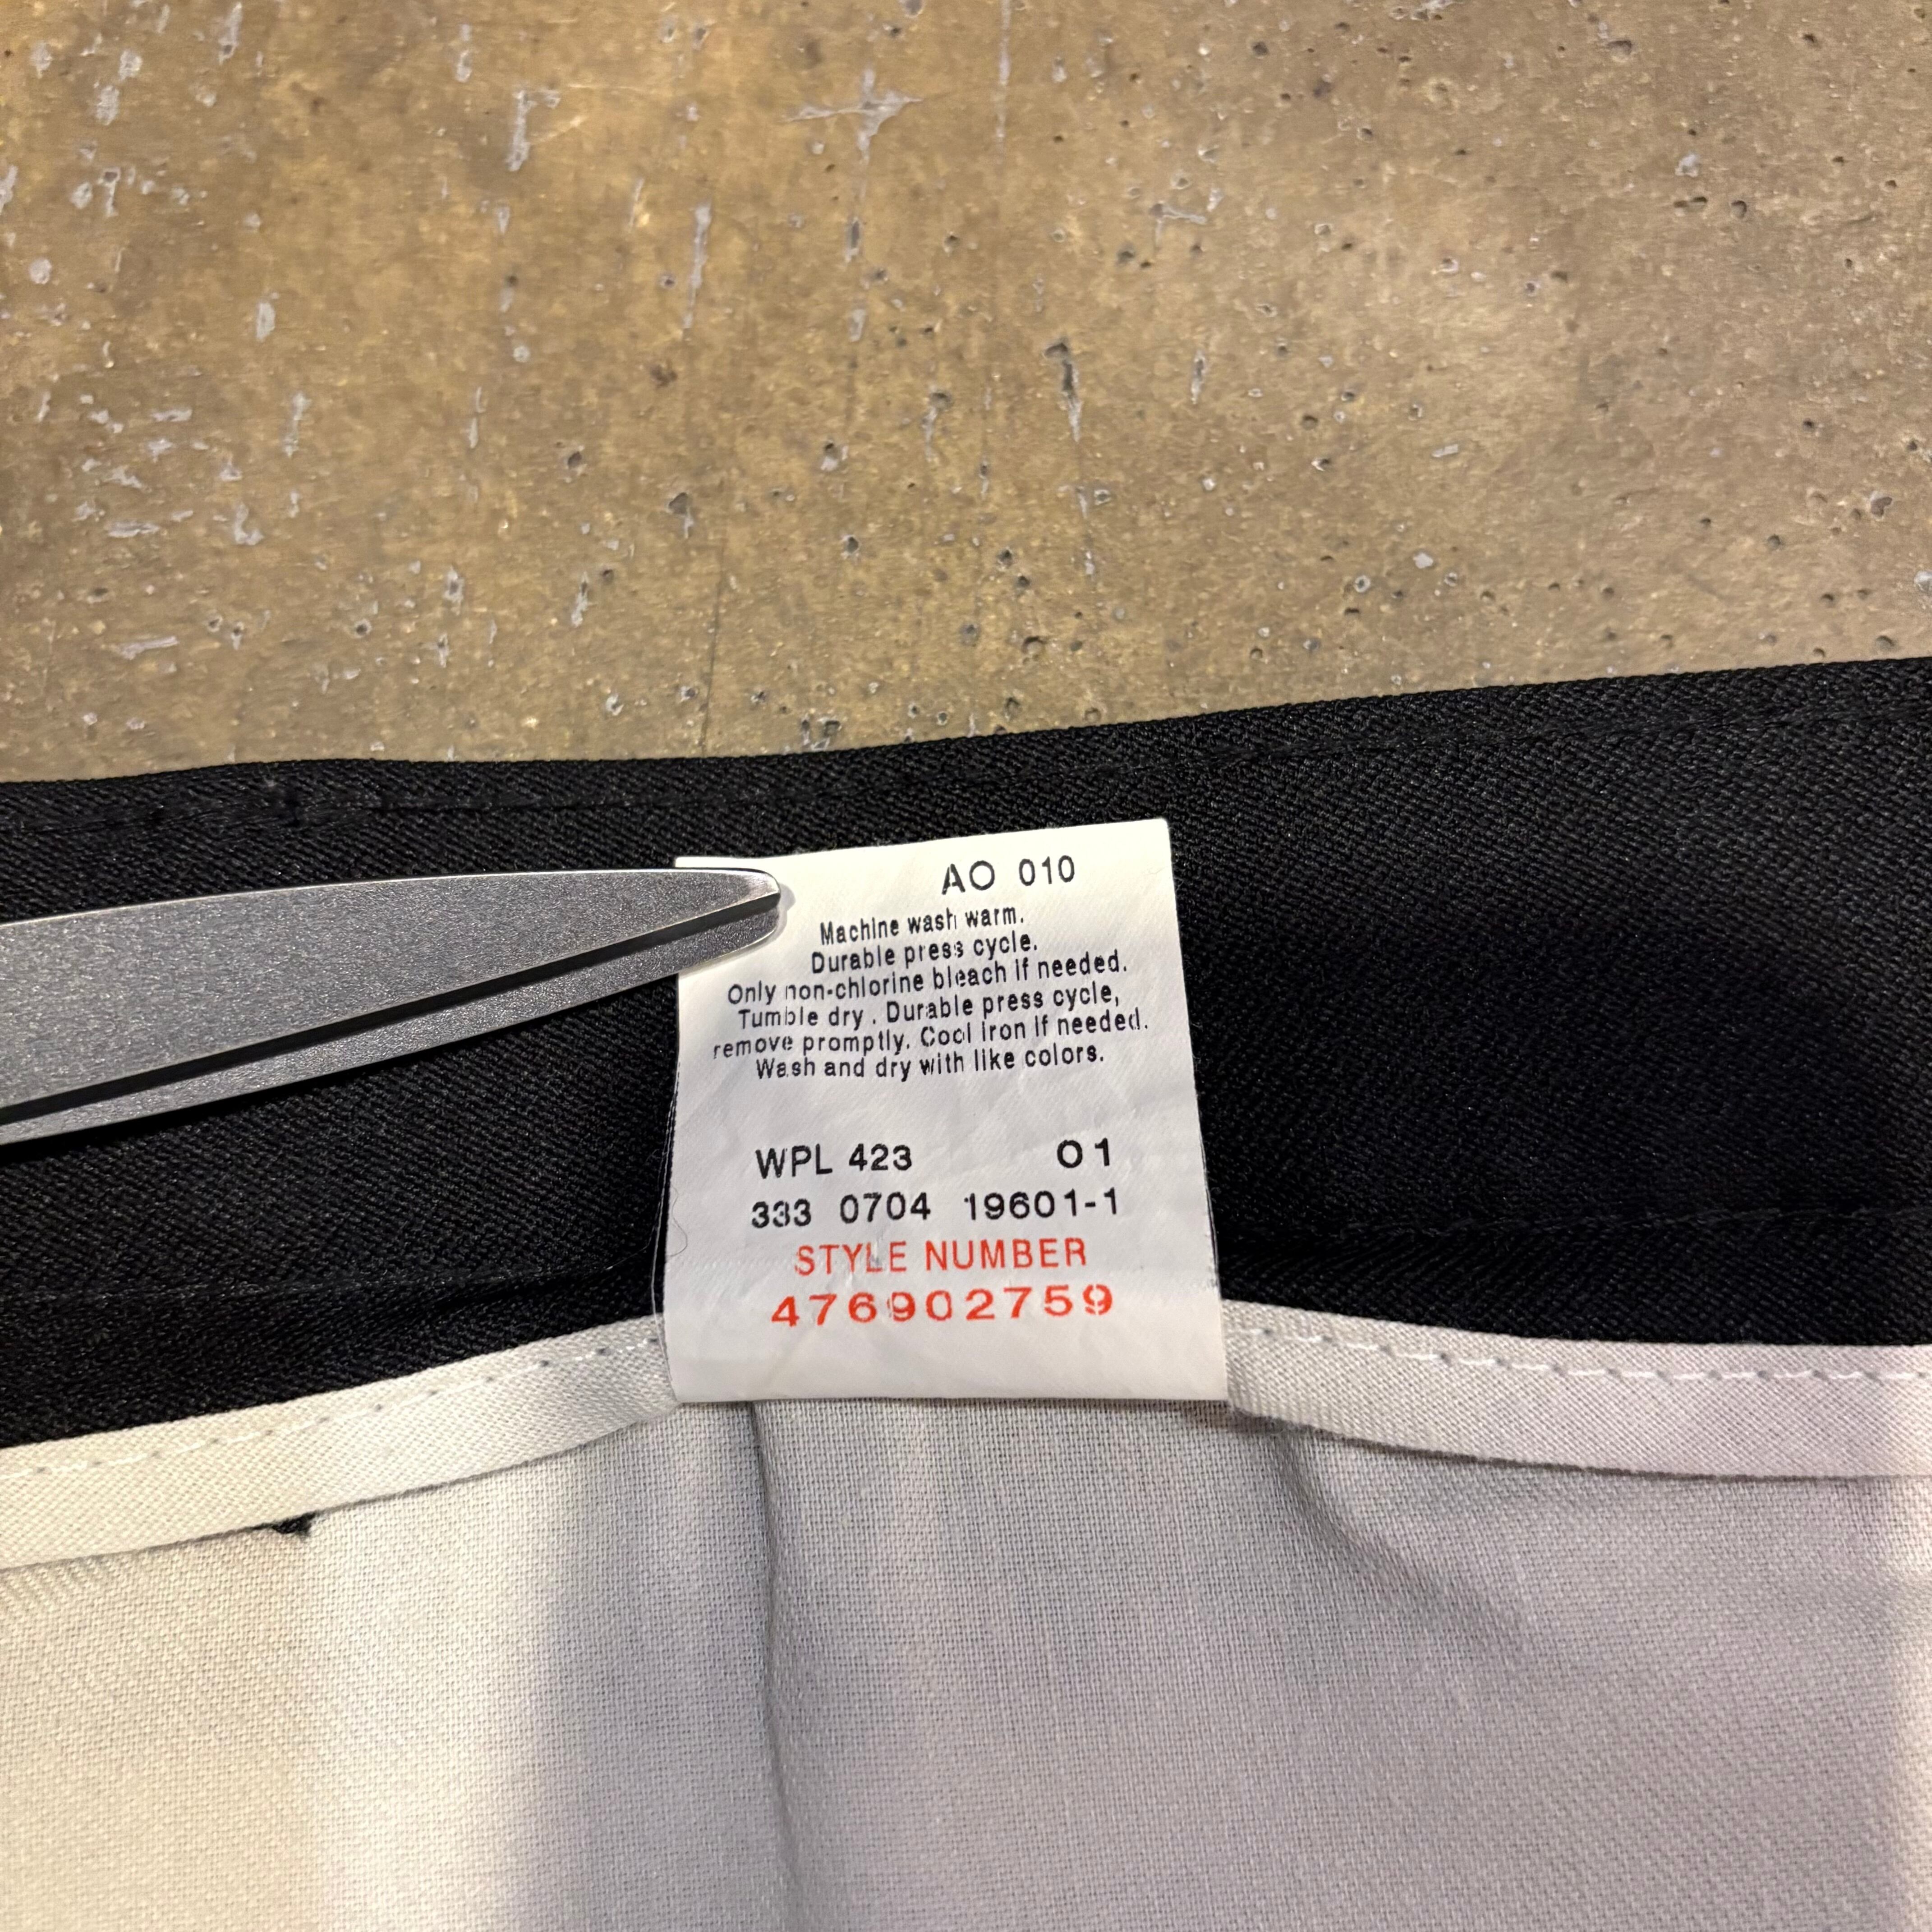 AO 010
Machine wash warm.
Durable press cycle.
Only non-chlorine bleach if needed.
Tumble dry . Durable press cycle,
remove promptly. Cool iron if needed.
Wash and dry with like colors.
WPL 423 O1
333 0704 19601-1
STYLE NUMBER
476902759